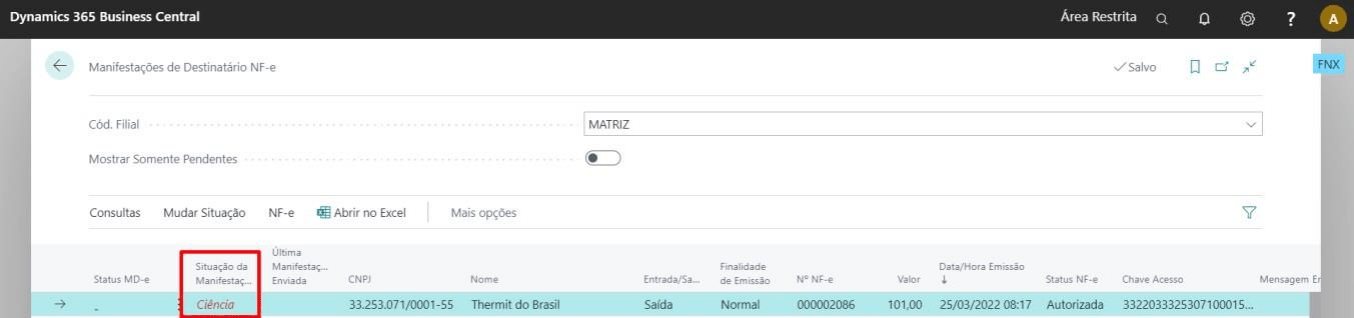 Dynamics 365 Business Central
Área Restrita
?
A
Manifestações de Destinatário NF-e
Salvo
FNX
Cód. Filial
MATRIZ
Mostrar Somente Pendentes
Consultas Mudar Situação NF-e Abrir no Excel Mais opções
Status MD-e
Situação da
Manifestaç...
Última
Manifestaç...
Enviada
CNPJ
Nome
Entrada/Sa...
Finalidade
de Emissão
Nº NF-e
Valor
Data/Hora Emissão
↓
Status NF-e
Chave Acesso
Mensagem Er
→ - Ciência 33.253.071/0001-55 Thermit do Brasil Saída Normal 000002086 101,00 25/03/2022 08:17 Autorizada 3322033325307100015...